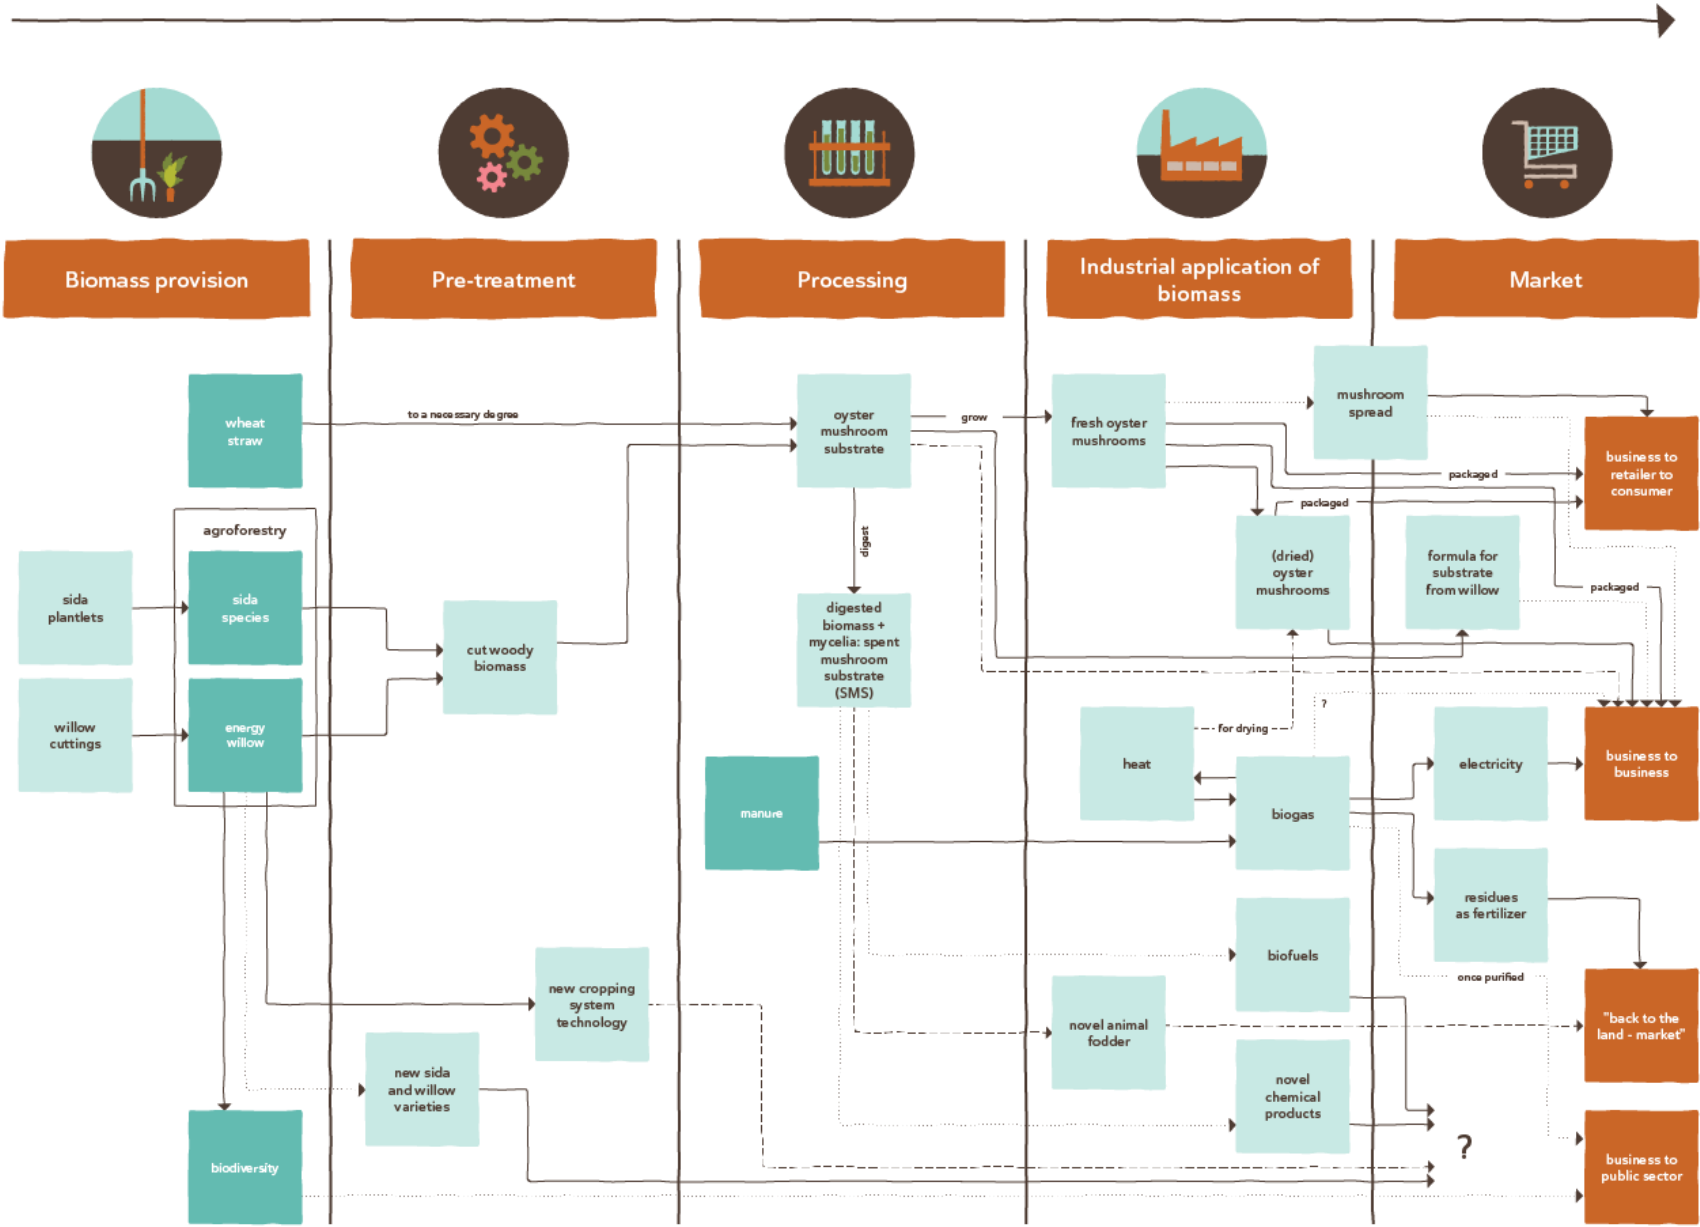 Biomass provision
Pre-treatment
Processing
Industrial application of
biomass
Market
wheat
straw
to a necessary degree
oyster
mushroom
substrate
grow
fresh oyster
mushrooms
mushroom
spread
packaged
business to
retailer to
consumer
agroforestry
sida
plantlets
sida
species
willow
cuttings
energy
willow
cut woody
biomass
digest
digested
biomass +
mycelia: spent
mushroom
substrate
(SMS)
packaged
(dried)
oyster
mushrooms
formula for
substrate
from willow
packaged
?
for drying
heat
manure
biogas
electricity
business to
business
residues
as fertilizer
once purified
biofuels
new cropping
system
technology
novel animal
fodder
"back to the
land - market"
new sida
and willow
varieties
novel
chemical
products
?
biodiversity
business to
public sector